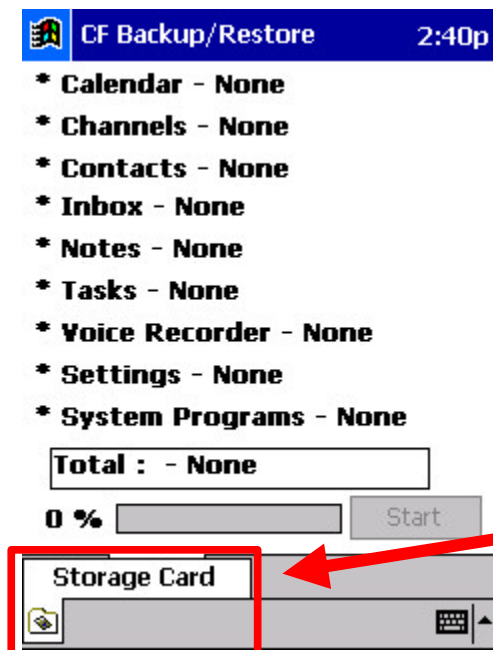 CF Backup/Restore 2:40p
* Calendar - None
* Channels - None
* Contacts - None
* Inbox - None
* Notes - None
* Tasks - None
* Voice Recorder - None
* Settings - None
* System Programs - None
Total : - None
0 % Start
Storage Card